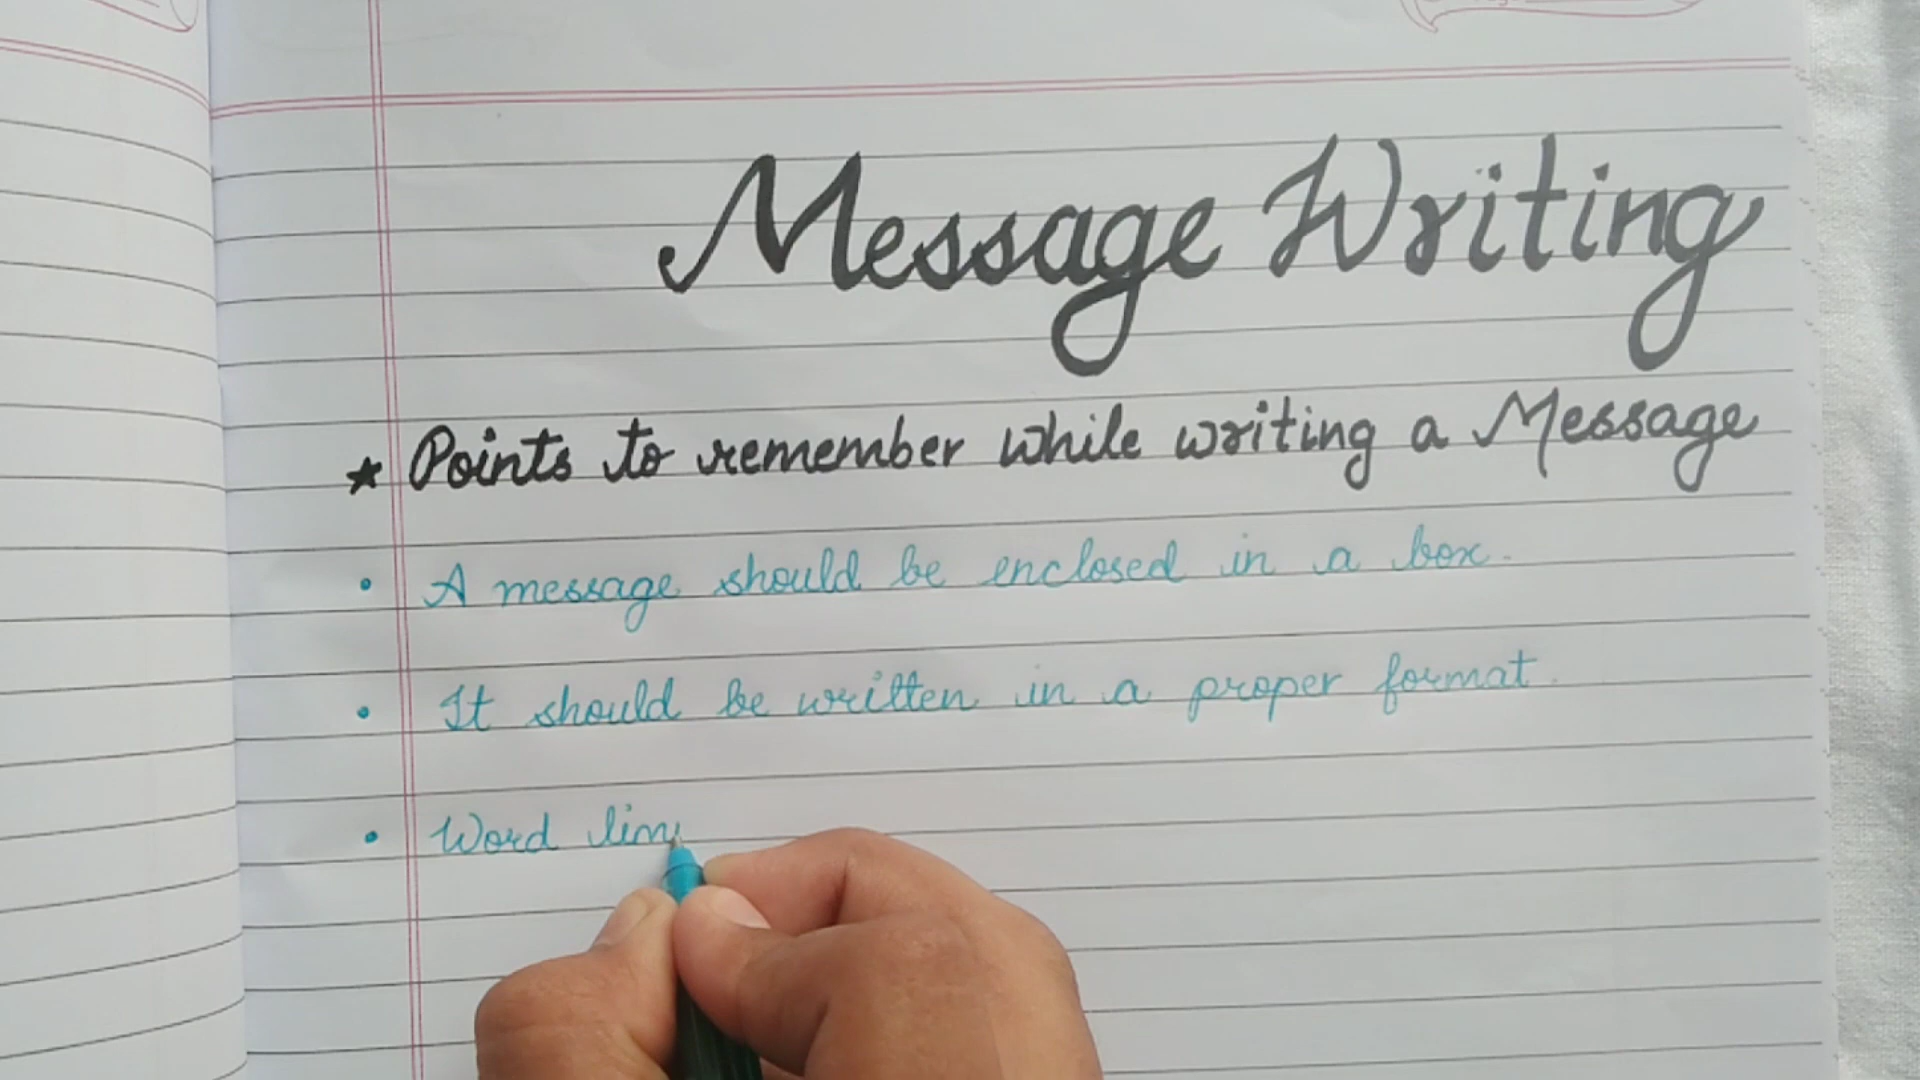 Message Writing
★ Points to remember while writing a Message
• A message should be enclosed in a box.
• It should be written in a proper format.
• Word